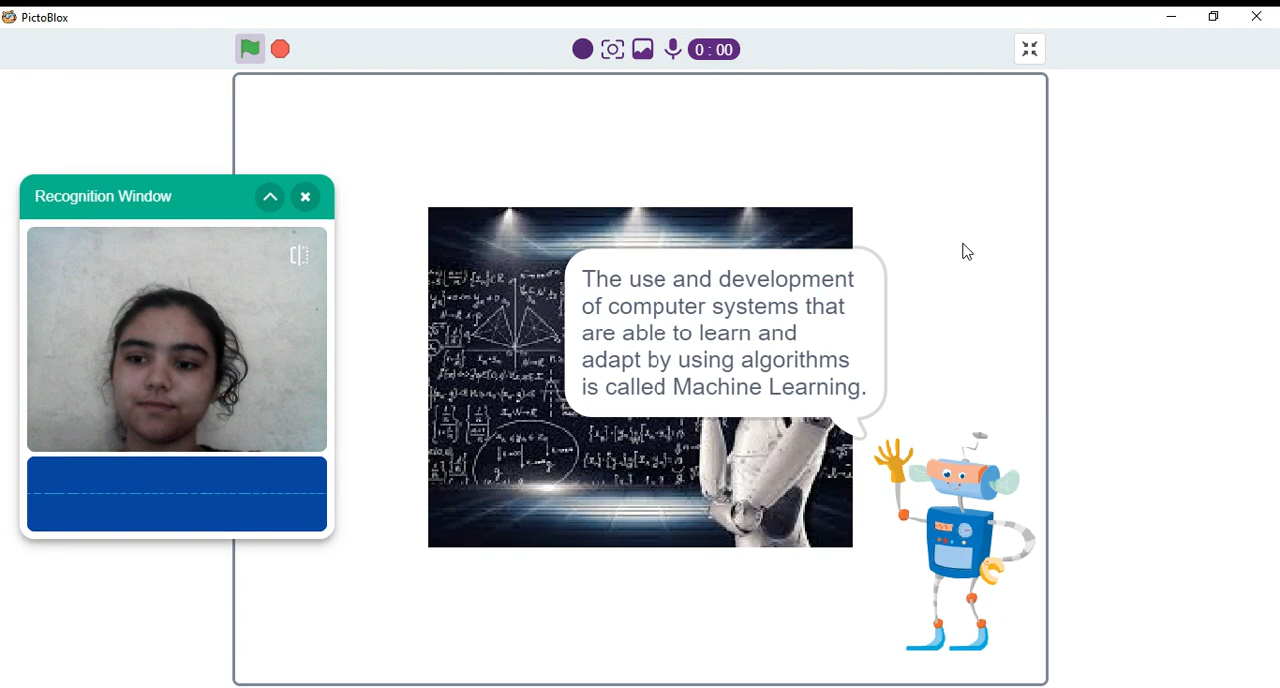 PictoBlox
0 : 00
Recognition Window
The use and development
of computer systems that
are able to learn and
adapt by using algorithms
is called Machine Learning.